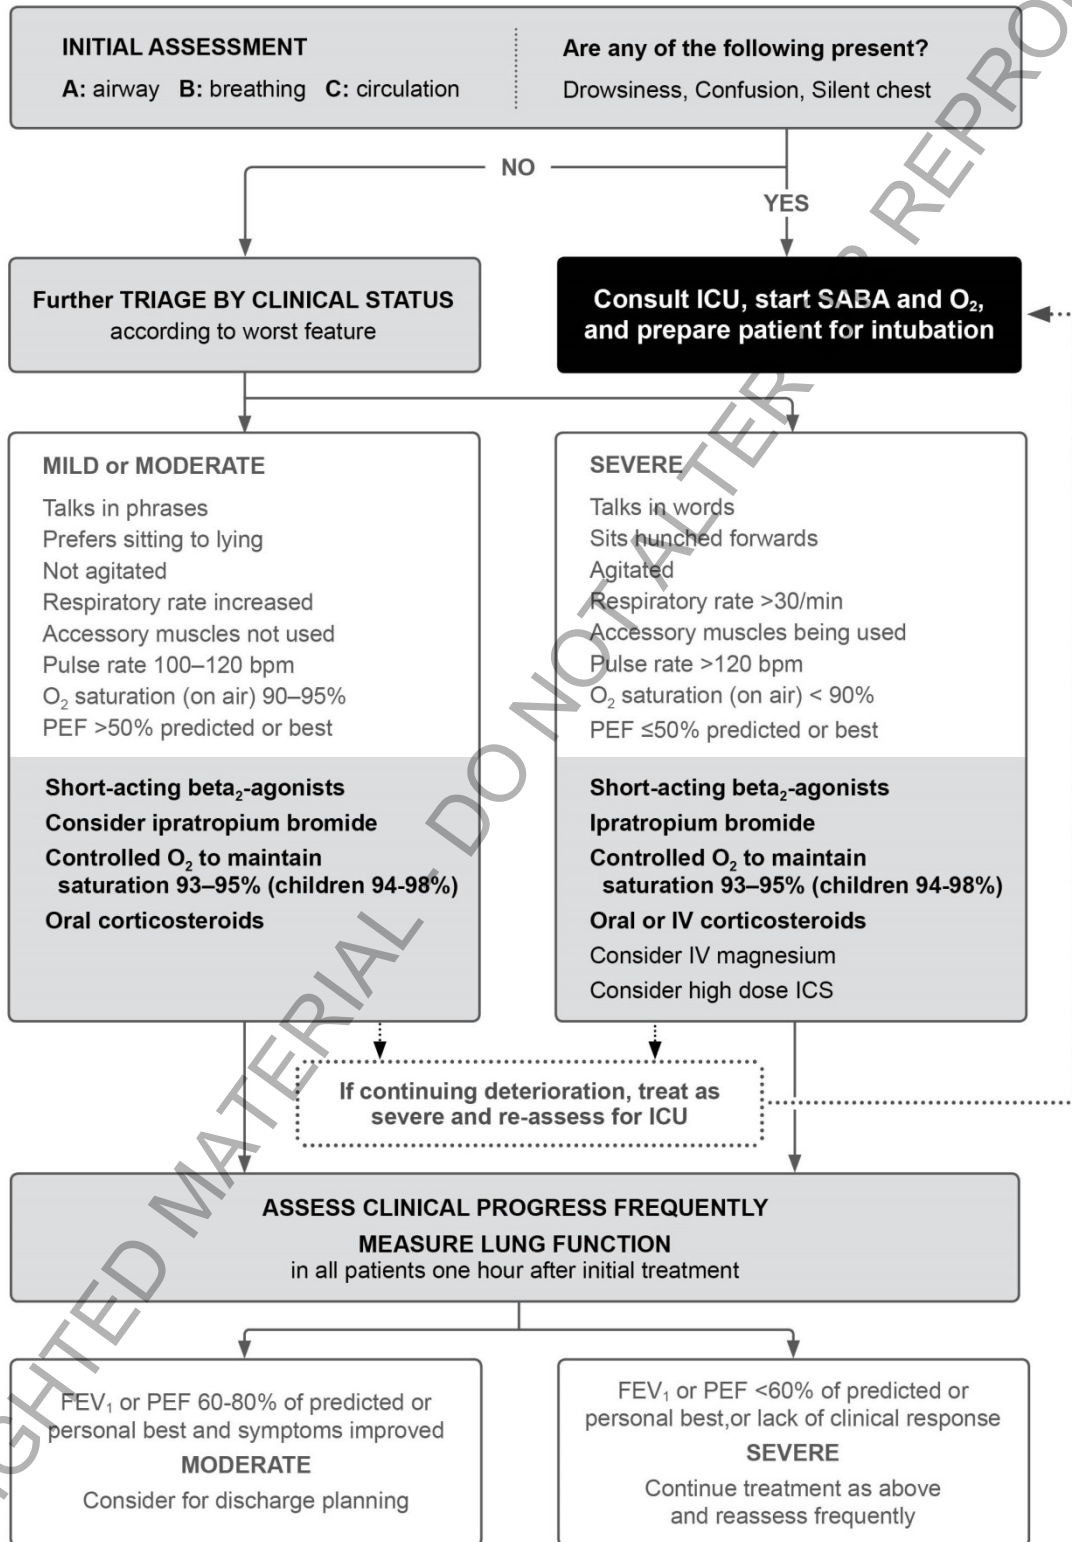 INITIAL ASSESSMENT
A: airway B: breathing C: circulation
Are any of the following present?
Drowsiness, Confusion, Silent chest
NO
YES
Further TRIAGE BY CLINICAL STATUS
according to worst feature
Consult ICU, start SABA and O₂,
and prepare patient for intubation
MILD or MODERATE
Talks in phrases
Prefers sitting to lying
Not agitated
Respiratory rate increased
Accessory muscles not used
Pulse rate 100–120 bpm
O₂ saturation (on air) 90–95%
PEF >50% predicted or best
Short-acting beta₂-agonists
Consider ipratropium bromide
Controlled O₂ to maintain
saturation 93–95% (children 94-98%)
Oral corticosteroids
SEVERE
Talks in words
Sits hunched forwards
Agitated
Respiratory rate >30/min
Accessory muscles being used
Pulse rate >120 bpm
O₂ saturation (on air) < 90%
PEF ≤50% predicted or best
Short-acting beta₂-agonists
Ipratropium bromide
Controlled O₂ to maintain
saturation 93–95% (children 94-98%)
Oral or IV corticosteroids
Consider IV magnesium
Consider high dose ICS
If continuing deterioration, treat as
severe and re-assess for ICU
ASSESS CLINICAL PROGRESS FREQUENTLY
MEASURE LUNG FUNCTION
in all patients one hour after initial treatment
FEV₁ or PEF 60-80% of predicted or
personal best and symptoms improved
MODERATE
Consider for discharge planning
FEV₁ or PEF <60% of predicted or
personal best,or lack of clinical response
SEVERE
Continue treatment as above
and reassess frequently
MATERIAL - DO NOT ALTER